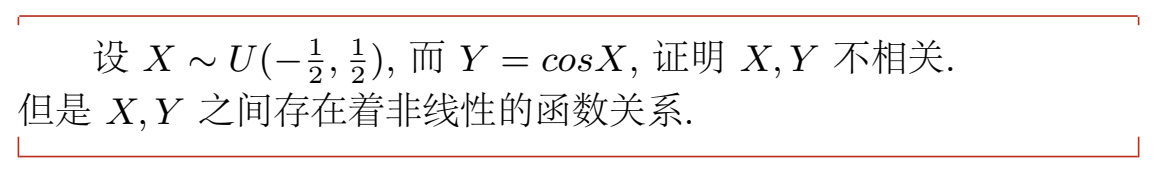 设 X ∼ U(−1/2, 1/2), 而 Y = cosX, 证明 X, Y 不相关.
但是 X, Y 之间存在着非线性的函数关系.